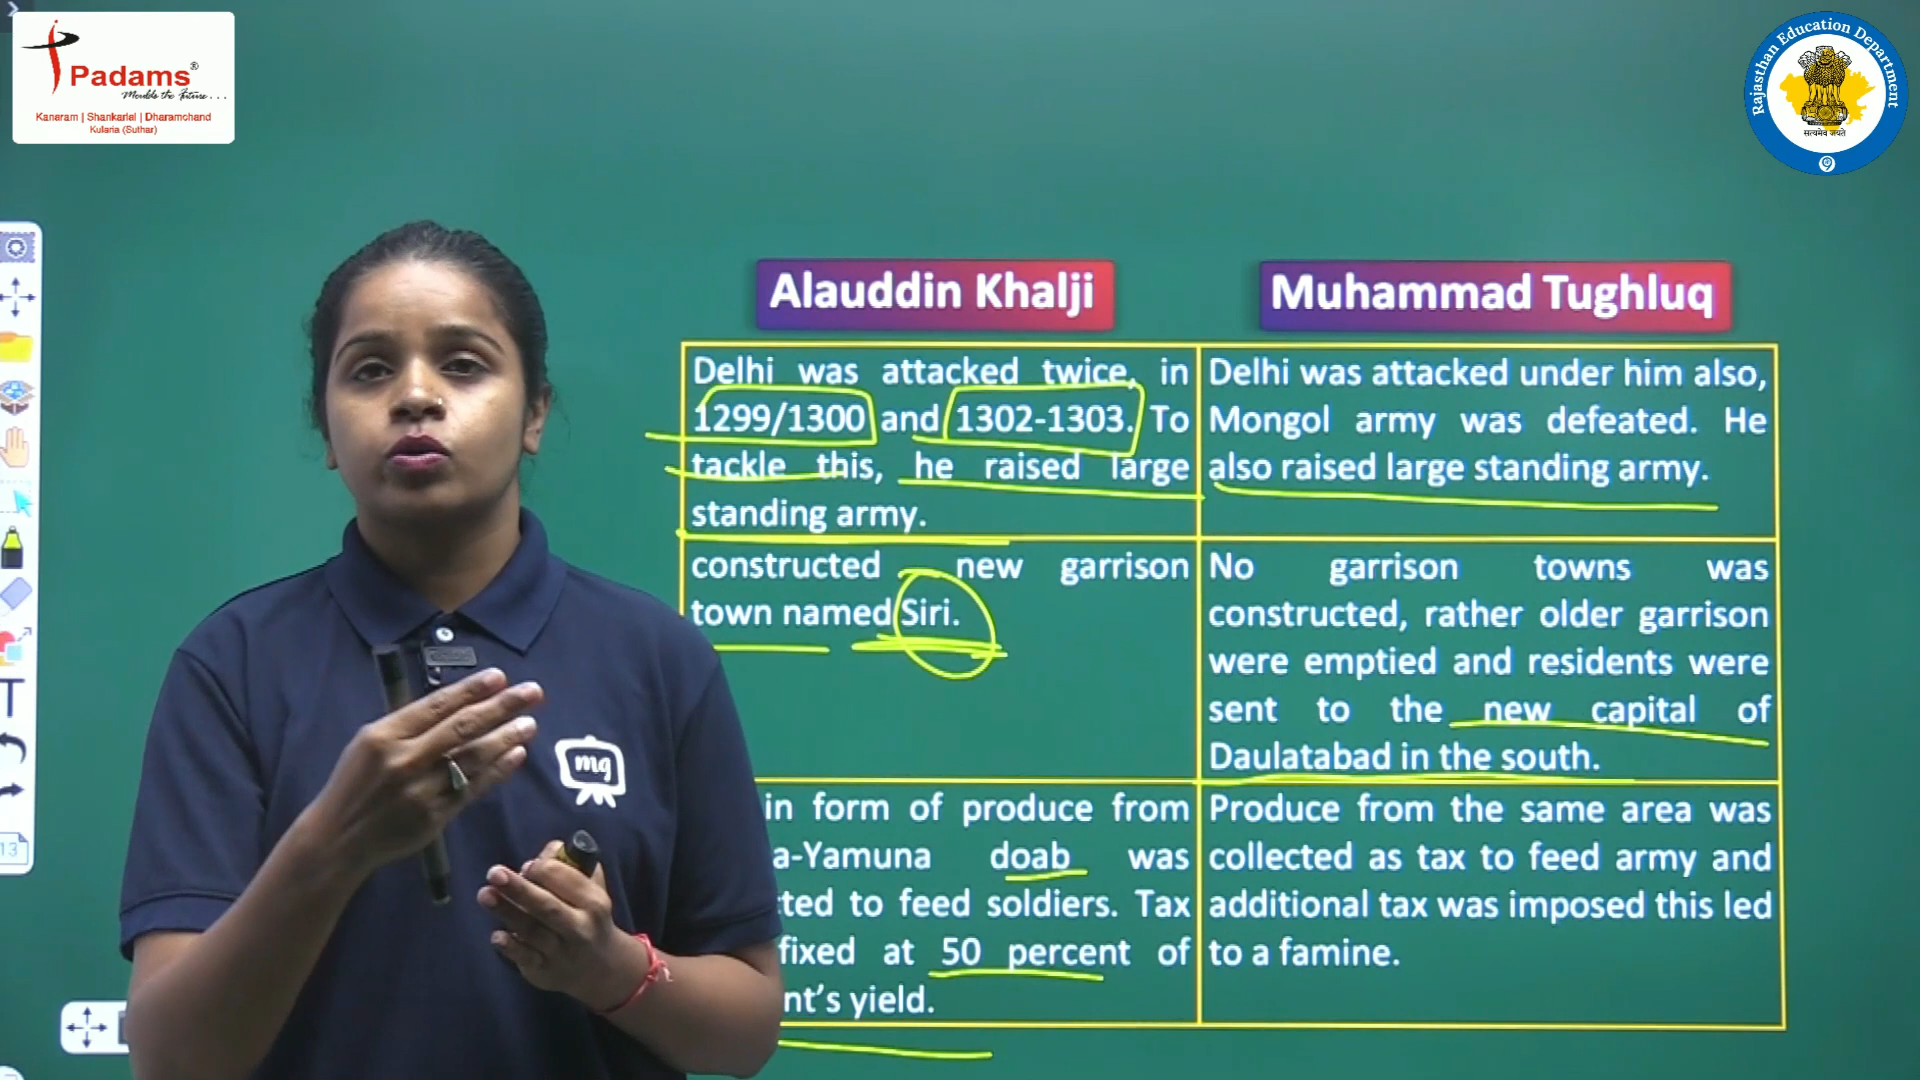 Padams®
Moulds the Future...
Kanaram | Shankarlal | Dharamchand
Kularia (Suthar)
Rajasthan Education Department
सत्यमेव जयते
Alauddin Khalji
Muhammad Tughluq
Delhi was attacked twice, in
1299/1300 and 1302-1303. To
tackle this, he raised large
standing army.
Delhi was attacked under him also,
Mongol army was defeated. He
also raised large standing army.
constructed new garrison
town named Siri.
No garrison towns was
constructed, rather older garrison
were emptied and residents were
sent to the new capital of
Daulatabad in the south.
in form of produce from
a-Yamuna doab was
ted to feed soldiers. Tax
fixed at 50 percent of
nt's yield.
Produce from the same area was
collected as tax to feed army and
additional tax was imposed this led
to a famine.
mg
T
13